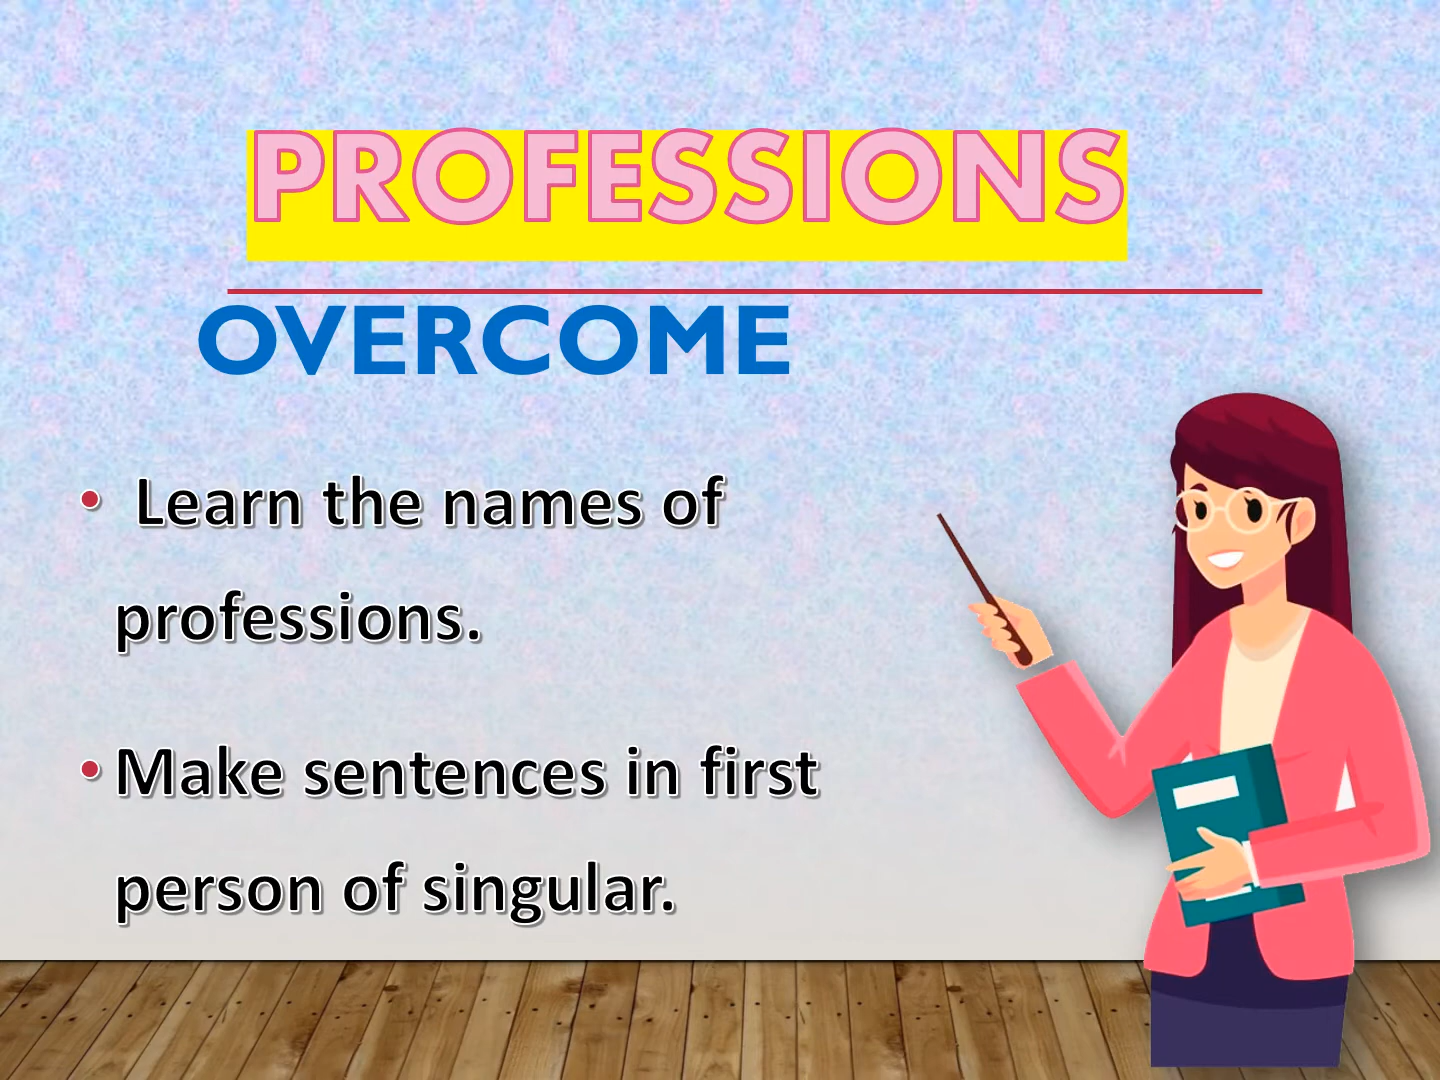 PROFESSIONS
OVERCOME
• Learn the names of
professions.
• Make sentences in first
person of singular.